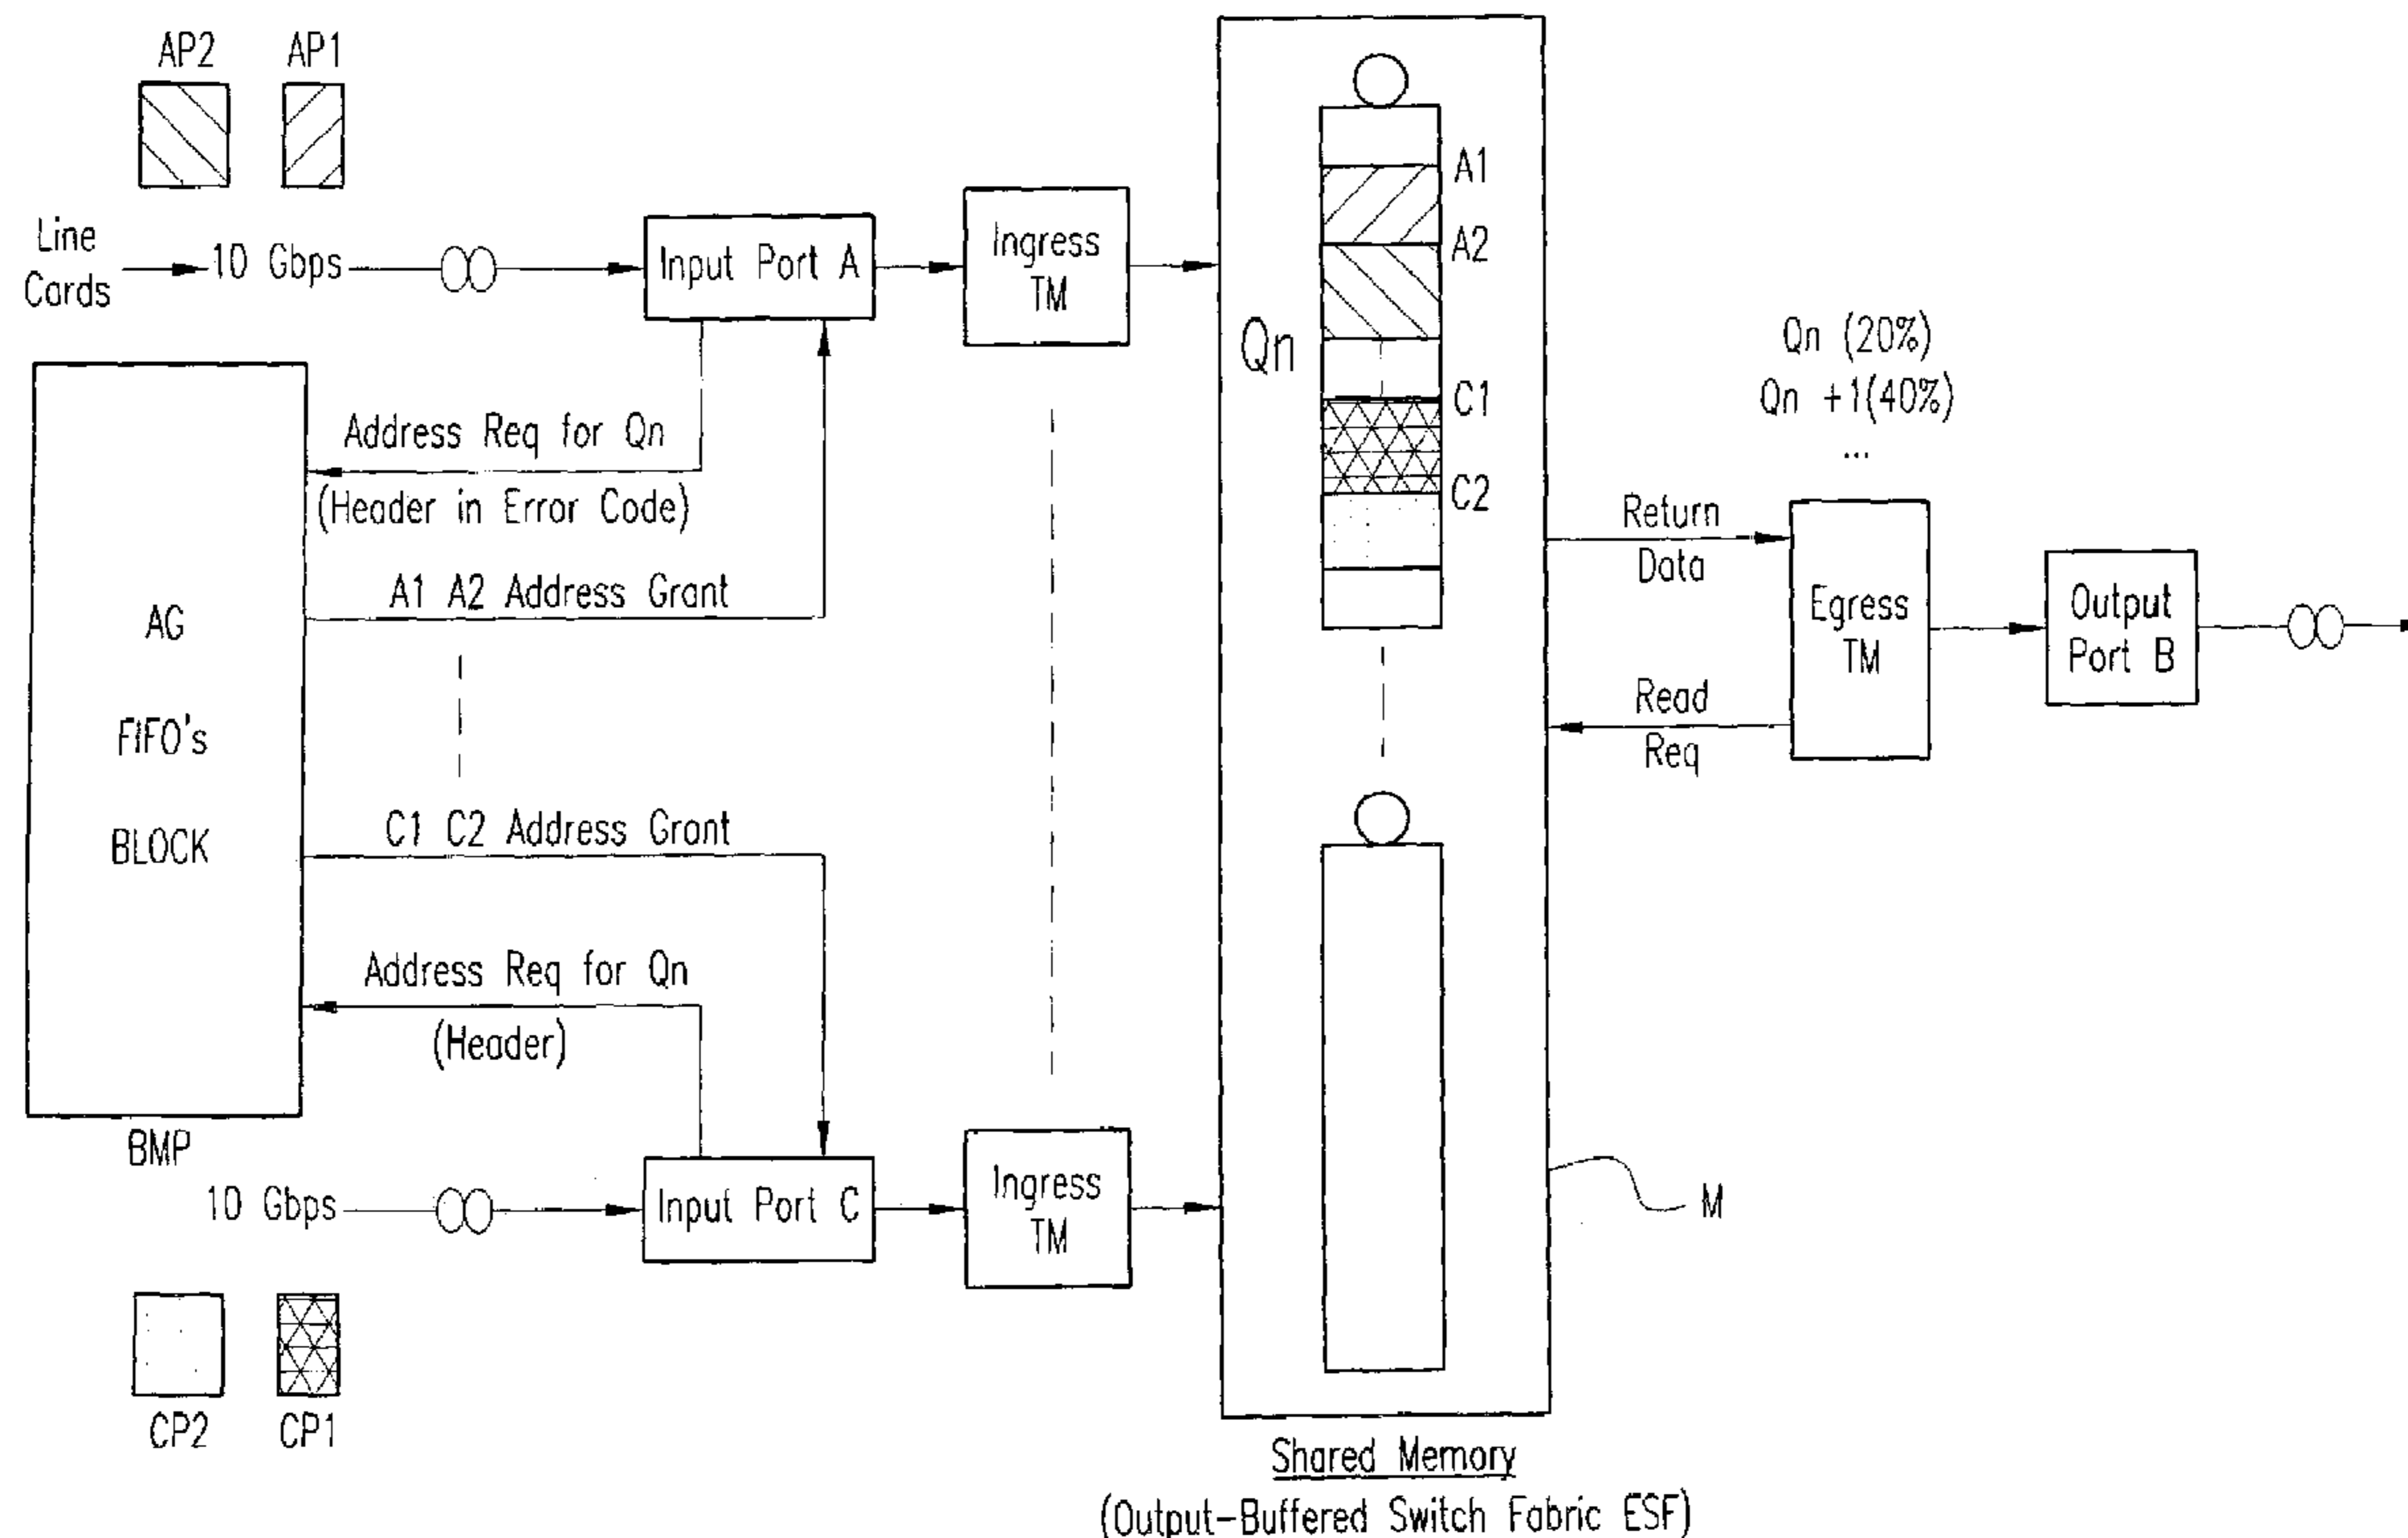 AP2
AP1
Line
Cards
10 Gbps
Input Port A
Ingress
TM
Address Req for Qn
(Header in Error Code)
A1 A2 Address Grant
AG
FIFO's
BLOCK
BMP
C1 C2 Address Grant
Address Req for Qn
(Header)
10 Gbps
Input Port C
Ingress
TM
CP2
CP1
Qn
A1
A2
C1
C2
Qn (20%)
Qn +1(40%)
...
Return
Data
Read
Req
Egress
TM
Output
Port B
M
Shared Memory
(Output-Buffered Switch Fabric ESF)